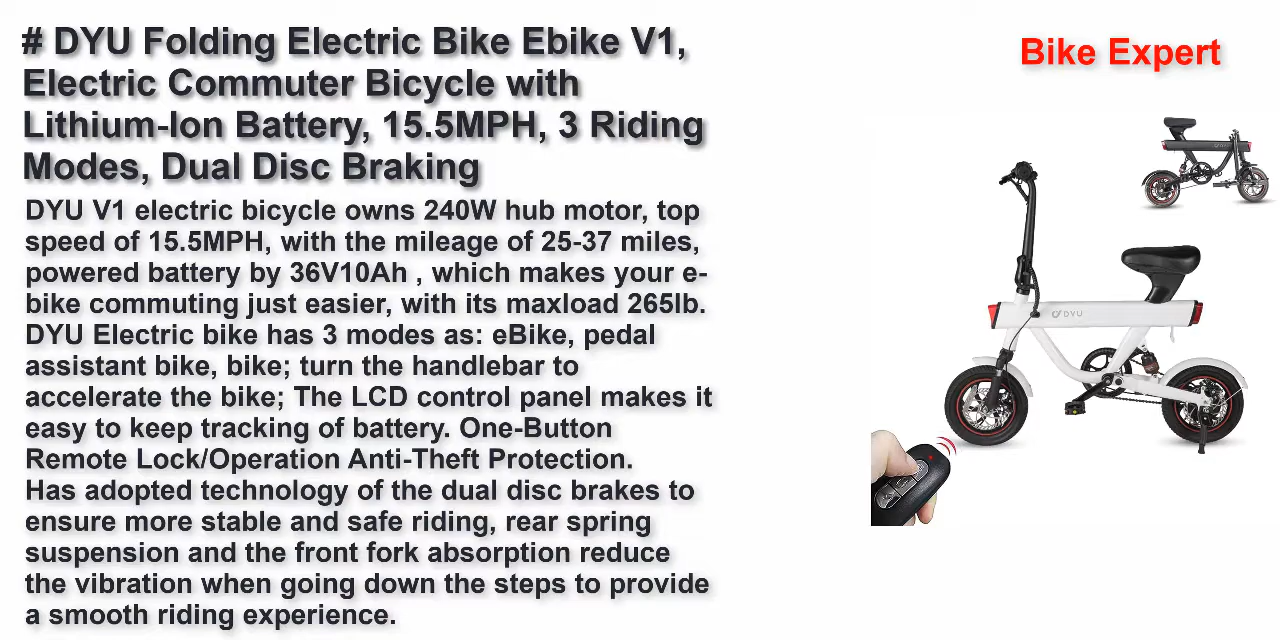 # DYU Folding Electric Bike Ebike V1,
Electric Commuter Bicycle with
Lithium-Ion Battery, 15.5MPH, 3 Riding
Modes, Dual Disc Braking
DYU V1 electric bicycle owns 240W hub motor, top
speed of 15.5MPH, with the mileage of 25-37 miles,
powered battery by 36V10Ah , which makes your e-
bike commuting just easier, with its maxload 265lb.
DYU Electric bike has 3 modes as: eBike, pedal
assistant bike, bike; turn the handlebar to
accelerate the bike; The LCD control panel makes it
easy to keep tracking of battery. One-Button
Remote Lock/Operation Anti-Theft Protection.
Has adopted technology of the dual disc brakes to
ensure more stable and safe riding, rear spring
suspension and the front fork absorption reduce
the vibration when going down the steps to provide
a smooth riding experience.
Bike Expert
DYU